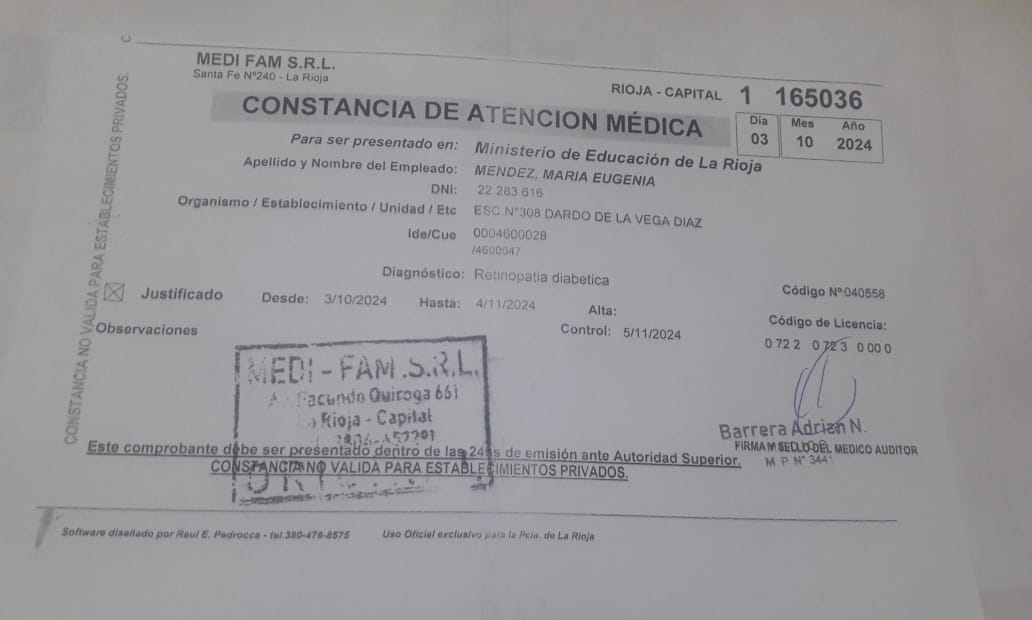 MEDI FAM S.R.L.
Santa Fe Nº240 - La Rioja
RIOJA - CAPITAL 1 165036
CONSTANCIA DE ATENCION MÉDICA
Día Mes Año
03 10 2024
Para ser presentado en: Ministerio de Educación de La Rioja
Apellido y Nombre del Empleado: MENDEZ, MARIA EUGENIA
DNI: 22.283.616
Organismo / Establecimiento / Unidad / Etc ESC.N°308 DARDO DE LA VEGA DIAZ
Ide/Cue 0004600028
/4600047
Diagnóstico: Retinopatia diabetica
Código Nº:040558
Justificado Desde: 3/10/2024 Hasta: 4/11/2024 Alta:
Código de Licencia:
Observaciones
Control: 5/11/2024
0722 0723 0000
MEDI - FAM.S.R.L.
Facundo Quiroga 661
La Rioja - Capital
Barrera Adrian N.
FIRMA SELLO DEL MEDICO AUDITOR
M.P N° 3441
Este comprobante debe ser presentado dentro de las 24hs de emisión ante Autoridad Superior.
CONSTANCIA NO VALIDA PARA ESTABLECIMIENTOS PRIVADOS.
Software diseñado por Raul E. Pedrocca - tel.380-476-8575 Uso Oficial exclusivo para la Pcia. de La Rioja
CONSTANCIA NO VALIDA PARA ESTABLECIMIENTOS PRIVADOS.